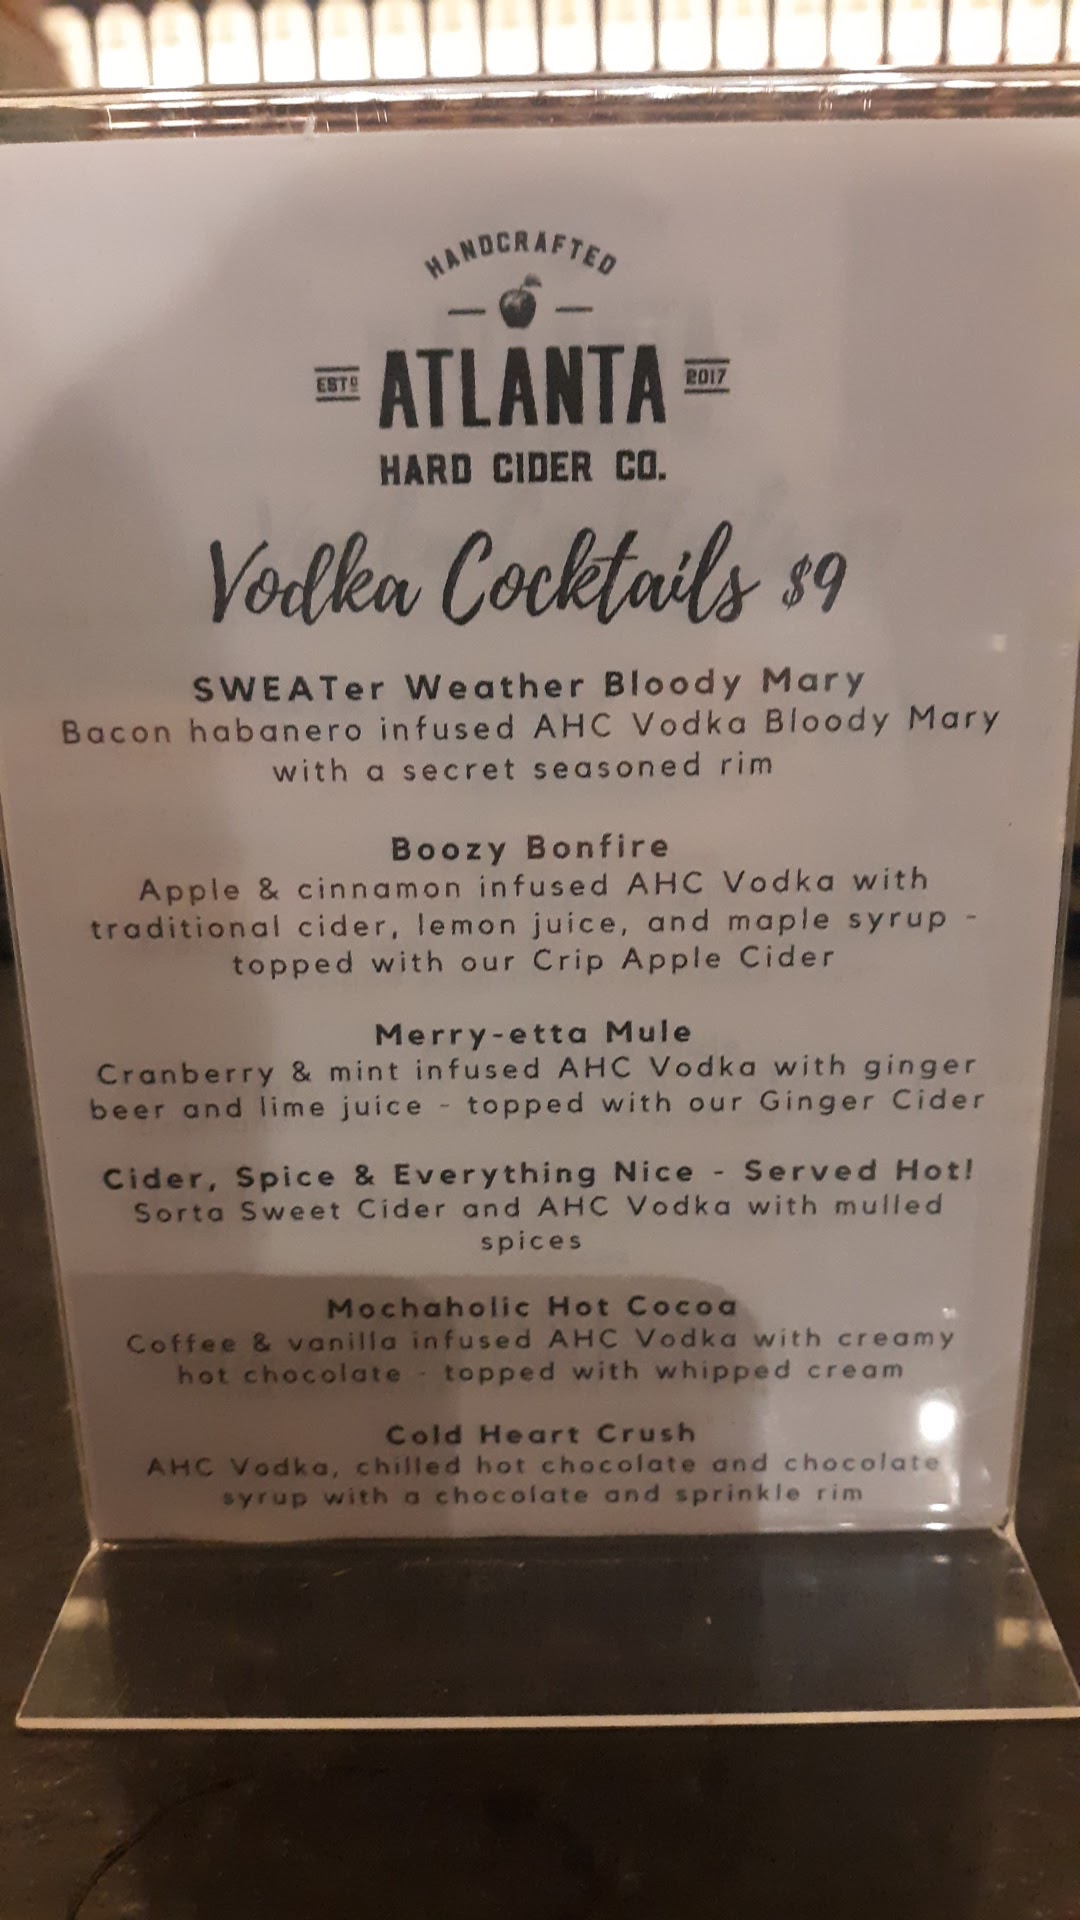 HANDCRAFTED
ESTD ATLANTA 2017
HARD CIDER CO.
Vodka Cocktails $9
SWEATer Weather Bloody Mary
Bacon habanero infused AHC Vodka Bloody Mary
with a secret seasoned rim
Boozy Bonfire
Apple & cinnamon infused AHC Vodka with
traditional cider, lemon juice, and maple syrup -
topped with our Crip Apple Cider
Merry-etta Mule
Cranberry & mint infused AHC Vodka with ginger
beer and lime juice - topped with our Ginger Cider
Cider, Spice & Everything Nice - Served Hot!
Sorta Sweet Cider and AHC Vodka with mulled
spices
Mochaholic Hot Cocoa
Coffee & vanilla infused AHC Vodka with creamy
hot chocolate - topped with whipped cream
Cold Heart Crush
AHC Vodka, chilled hot chocolate and chocolate
syrup with a chocolate and sprinkle rim